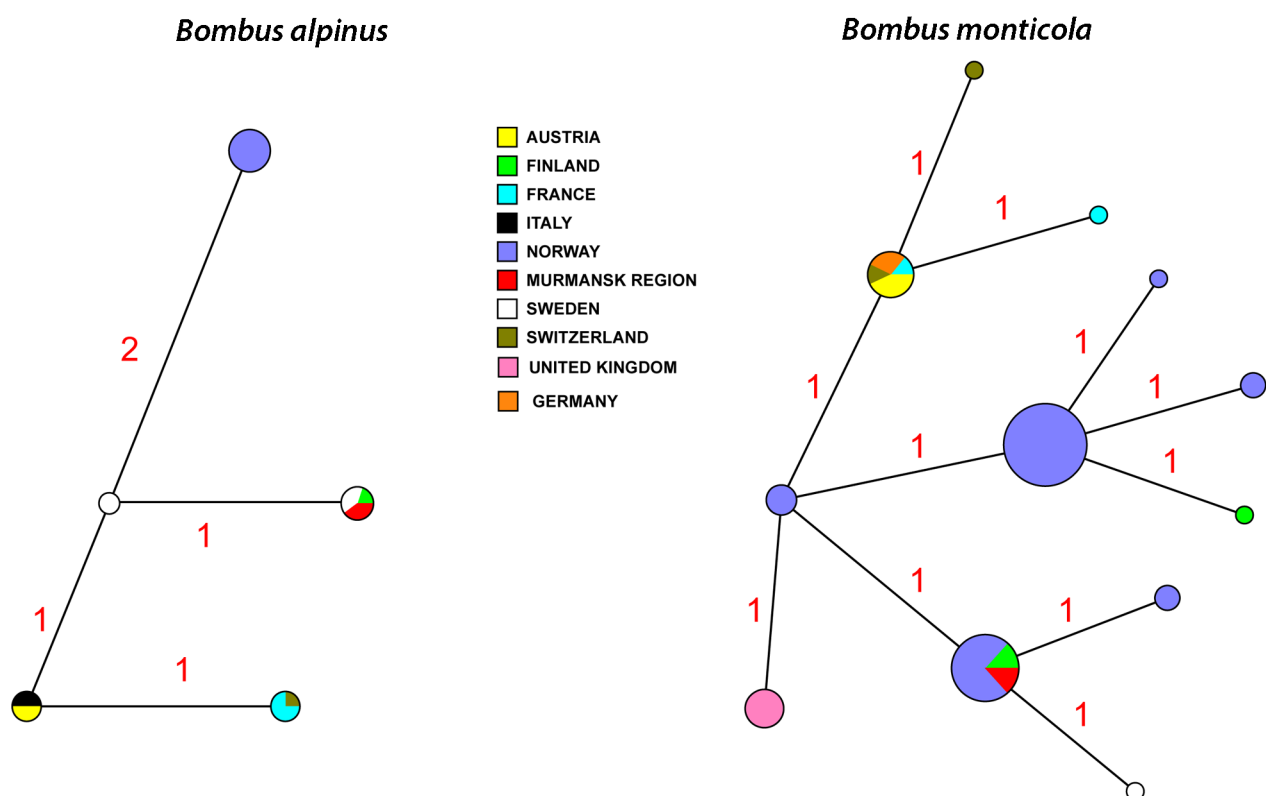 Bombus alpinus
Bombus monticola
AUSTRIA
FINLAND
FRANCE
ITALY
NORWAY
MURMANSK REGION
SWEDEN
SWITZERLAND
UNITED KINGDOM
GERMANY
2
1
1
1
1
1
1
1
1
1
1
1
1
1
1